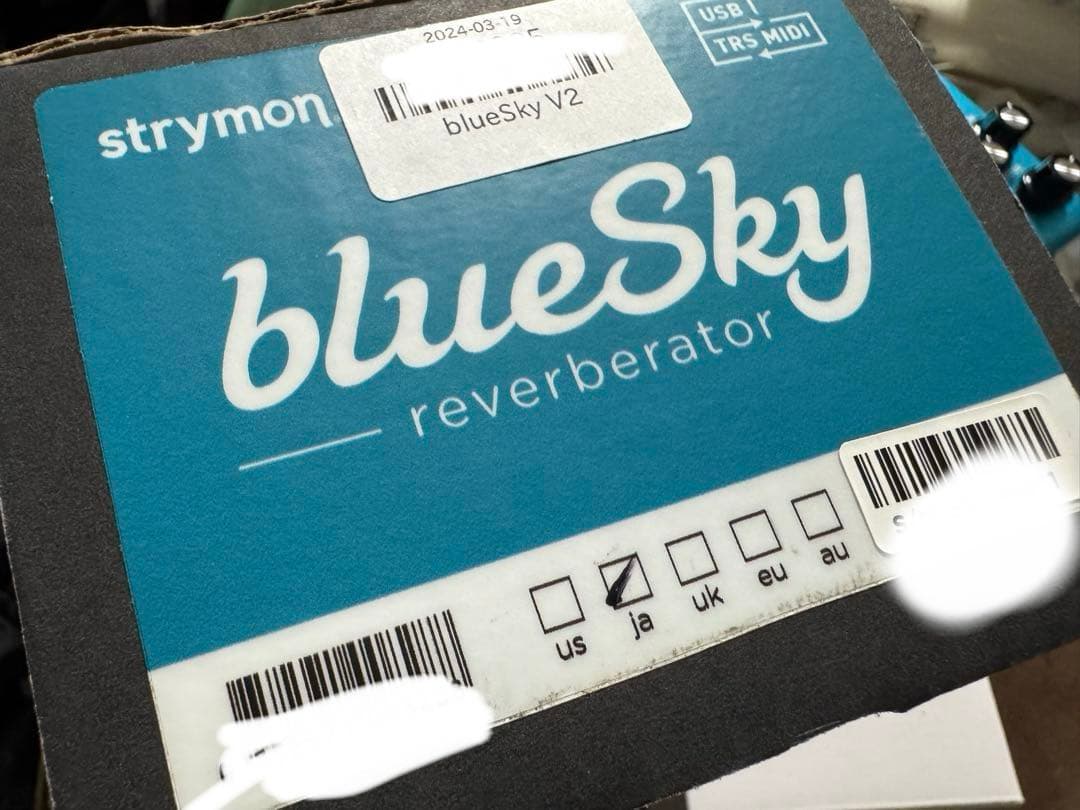 2024-03-19
blueSky V2
USB
TRS MIDI
strymon
blueSky
reverberator
us
ja
uk
eu
au